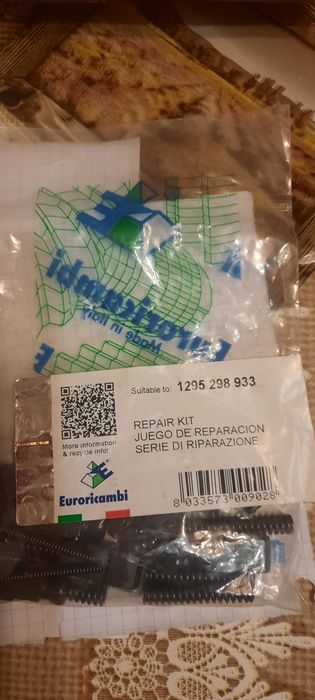 Euroricambi
Made in Italy
Suitable to: 1295 298 933
REPAIR KIT
JUEGO DE REPARACION
SERIE DI RIPARAZIONE
More information
& recycle info!
Euroricambi
8 033573 009028